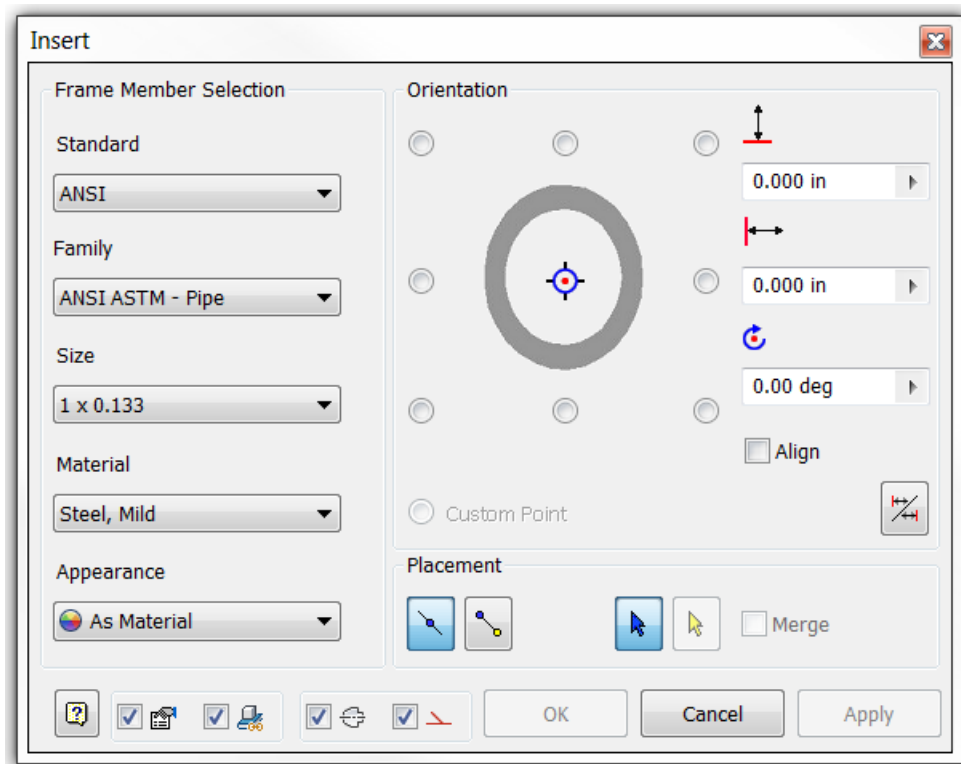 Insert
Frame Member Selection
Standard
ANSI
Family
ANSI ASTM - Pipe
Size
1 x 0.133
Material
Steel, Mild
Appearance
As Material
Orientation
0.000 in
0.000 in
0.00 deg
Align
Custom Point
Placement
Merge
OK
Cancel
Apply